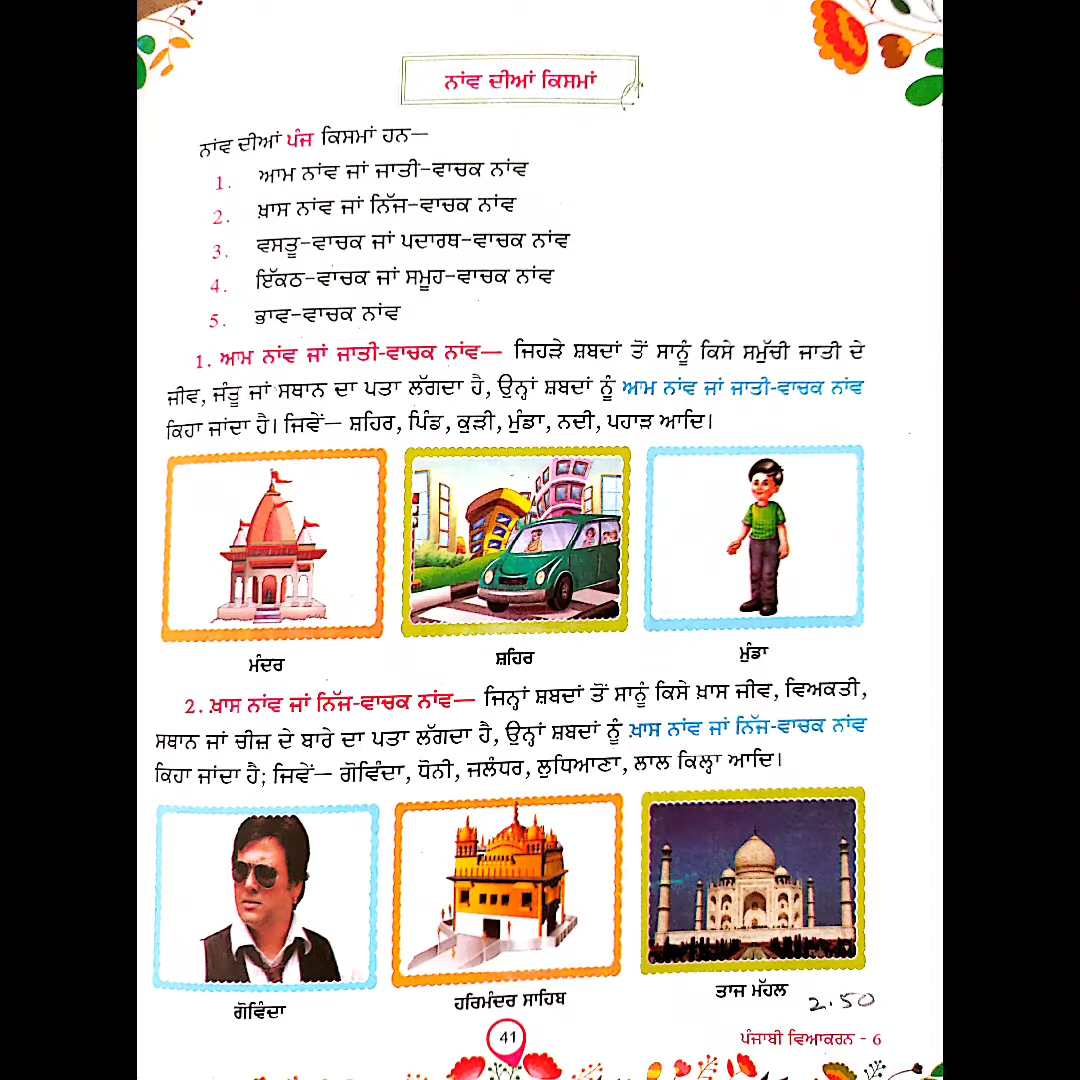 ਨਾਂਵ ਦੀਆਂ ਕਿਸਮਾਂ
ਨਾਂਵ ਦੀਆਂ ਪੰਜ ਕਿਸਮਾਂ ਹਨ—
1. ਆਮ ਨਾਂਵ ਜਾਂ ਜਾਤੀ-ਵਾਚਕ ਨਾਂਵ
2. ਖ਼ਾਸ ਨਾਂਵ ਜਾਂ ਨਿੱਜ-ਵਾਚਕ ਨਾਂਵ
3. ਵਸਤੂ-ਵਾਚਕ ਜਾਂ ਪਦਾਰਥ-ਵਾਚਕ ਨਾਂਵ
4. ਇੱਕਠ-ਵਾਚਕ ਜਾਂ ਸਮੂਹ-ਵਾਚਕ ਨਾਂਵ
5. ਭਾਵ-ਵਾਚਕ ਨਾਂਵ
1. ਆਮ ਨਾਂਵ ਜਾਂ ਜਾਤੀ-ਵਾਚਕ ਨਾਂਵ— ਜਿਹੜੇ ਸ਼ਬਦਾਂ ਤੋਂ ਸਾਨੂੰ ਕਿਸੇ ਸਮੁੱਚੀ ਜਾਤੀ ਦੇ
ਜੀਵ, ਜੰਤੂ ਜਾਂ ਸਥਾਨ ਦਾ ਪਤਾ ਲੱਗਦਾ ਹੈ, ਉਨ੍ਹਾਂ ਸ਼ਬਦਾਂ ਨੂੰ ਆਮ ਨਾਂਵ ਜਾਂ ਜਾਤੀ-ਵਾਚਕ ਨਾਂਵ
ਕਿਹਾ ਜਾਂਦਾ ਹੈ। ਜਿਵੇਂ— ਸ਼ਹਿਰ, ਪਿੰਡ, ਕੁੜੀ, ਮੁੰਡਾ, ਨਦੀ, ਪਹਾੜ ਆਦਿ।
ਮੰਦਰ
ਸ਼ਹਿਰ
ਮੁੰਡਾ
2. ਖ਼ਾਸ ਨਾਂਵ ਜਾਂ ਨਿੱਜ-ਵਾਚਕ ਨਾਂਵ— ਜਿਨ੍ਹਾਂ ਸ਼ਬਦਾਂ ਤੋਂ ਸਾਨੂੰ ਕਿਸੇ ਖ਼ਾਸ ਜੀਵ, ਵਿਅਕਤੀ,
ਸਥਾਨ ਜਾਂ ਚੀਜ਼ ਦੇ ਬਾਰੇ ਦਾ ਪਤਾ ਲੱਗਦਾ ਹੈ, ਉਨ੍ਹਾਂ ਸ਼ਬਦਾਂ ਨੂੰ ਖ਼ਾਸ ਨਾਂਵ ਜਾਂ ਨਿੱਜ-ਵਾਚਕ ਨਾਂਵ
ਕਿਹਾ ਜਾਂਦਾ ਹੈ; ਜਿਵੇਂ— ਗੋਵਿੰਦਾ, ਧੋਨੀ, ਜਲੰਧਰ, ਲੁਧਿਆਣਾ, ਲਾਲ ਕਿਲ੍ਹਾ ਆਦਿ।
ਗੋਵਿੰਦਾ
ਹਰਿਮੰਦਰ ਸਾਹਿਬ
ਤਾਜ ਮੱਹਲ
2.50
41
ਪੰਜਾਬੀ ਵਿਆਕਰਨ - 6